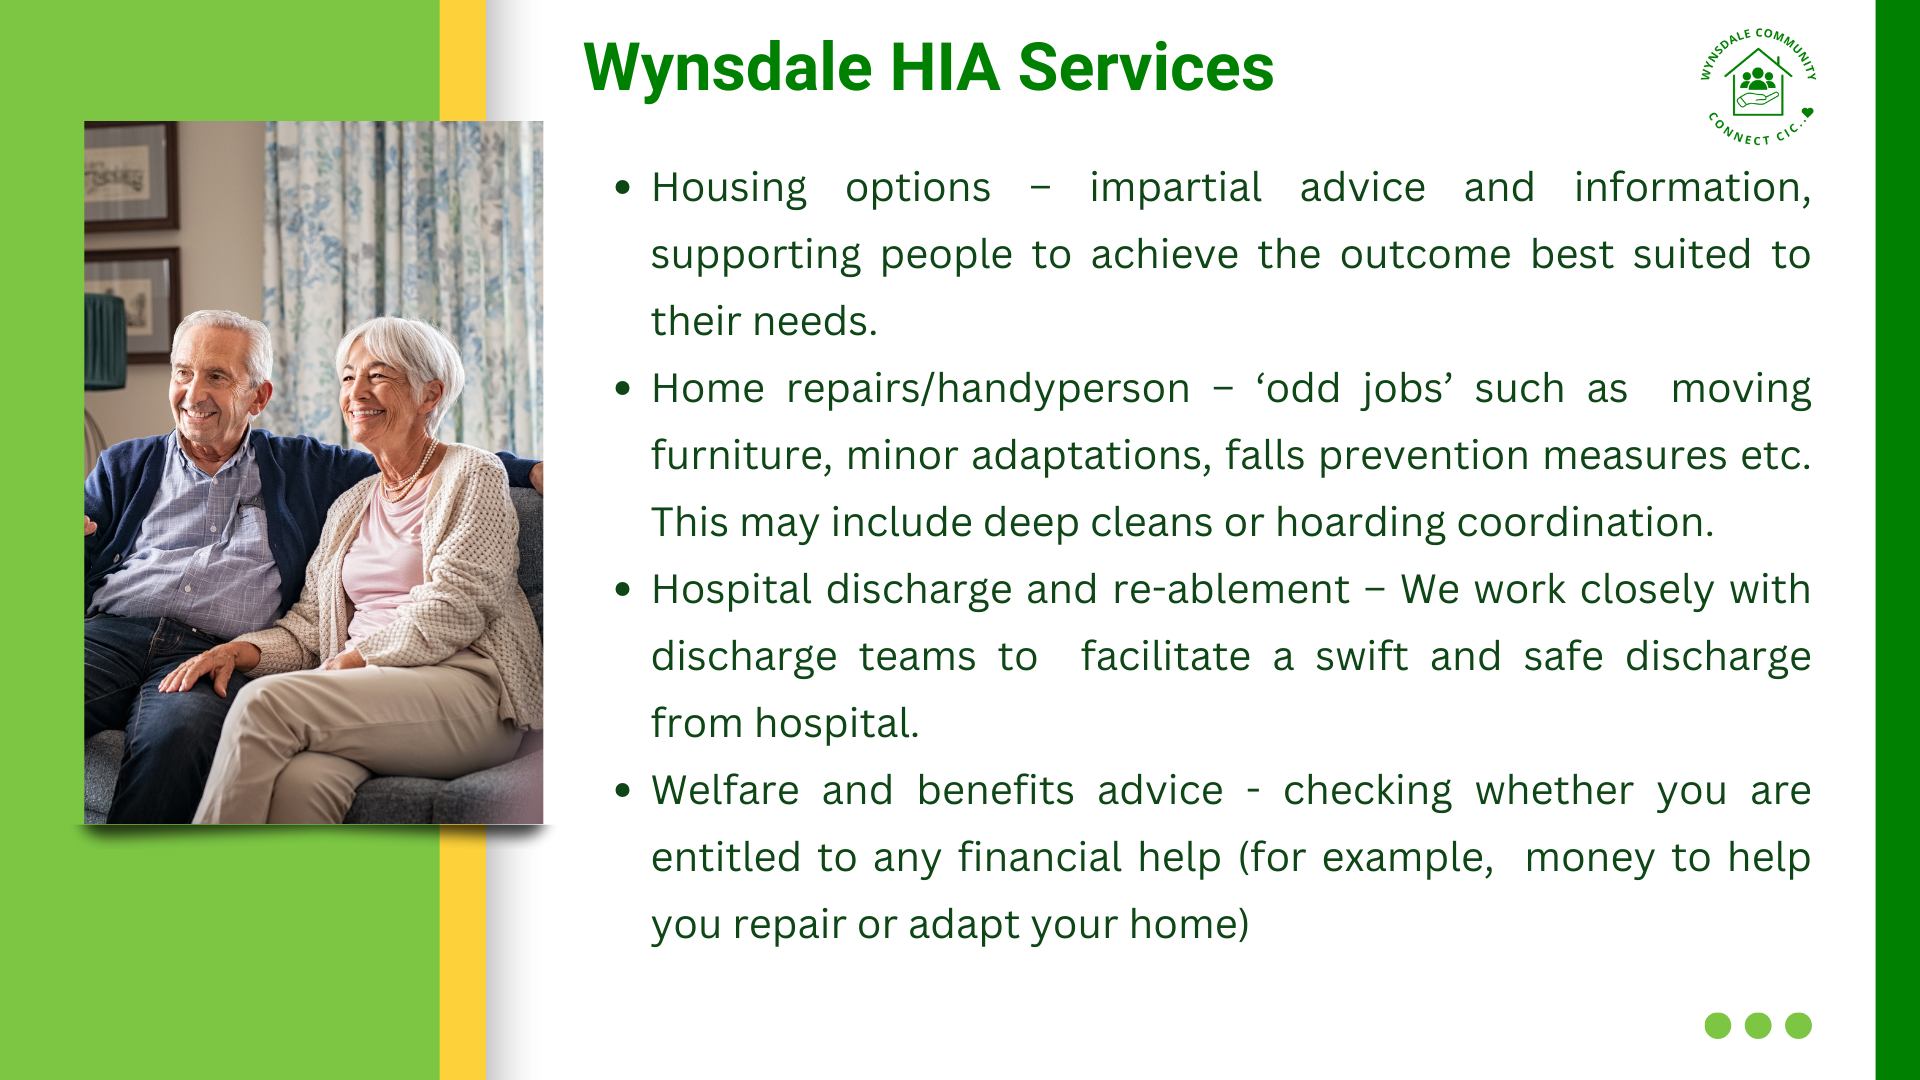 Wynsdale HIA Services
WYNSDALE COMMUNITY
CONNECT CIC...
• Housing options – impartial advice and information,
supporting people to achieve the outcome best suited to
their needs.
• Home repairs/handyperson – ‘odd jobs’ such as  moving
furniture, minor adaptations, falls prevention measures etc.
This may include deep cleans or hoarding coordination.
• Hospital discharge and re-ablement – We work closely with
discharge teams to  facilitate a swift and safe discharge
from hospital.
• Welfare and benefits advice - checking whether you are
entitled to any financial help (for example,  money to help
you repair or adapt your home)